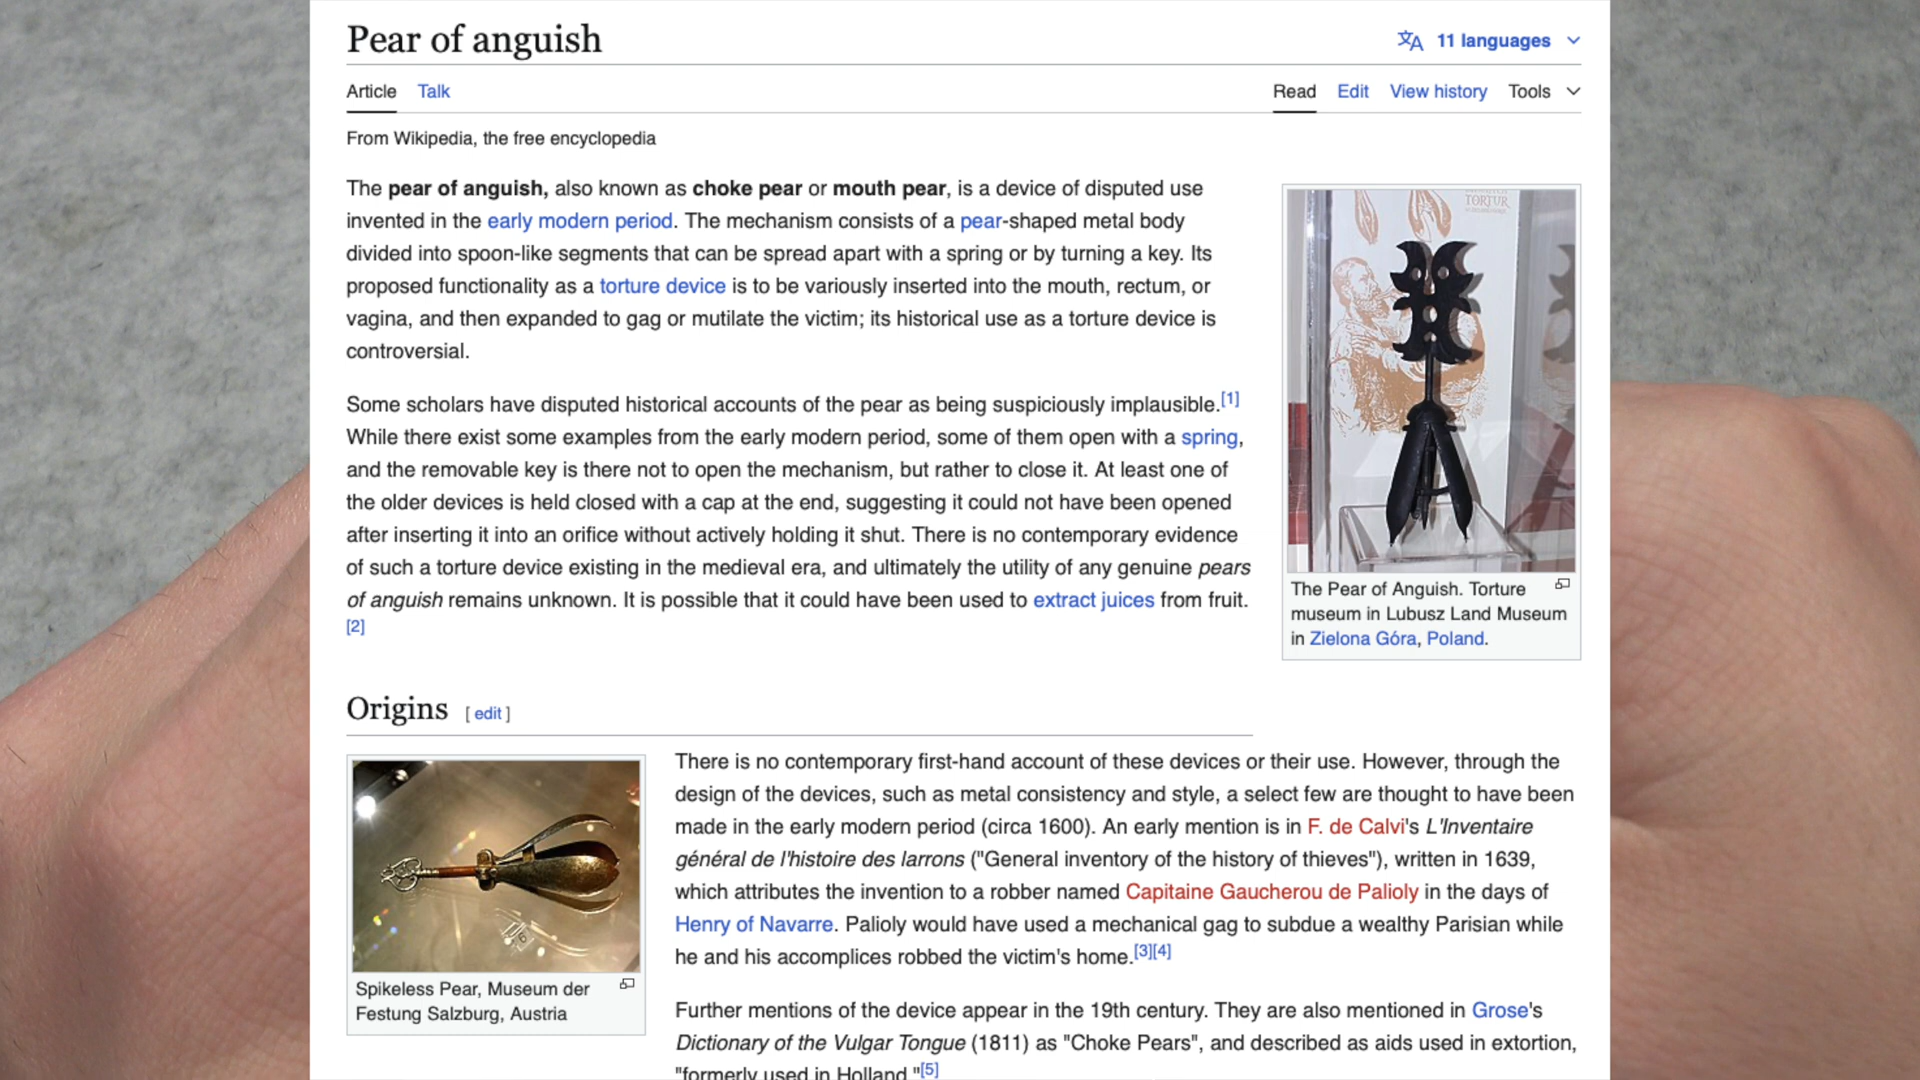 Pear of anguish
11 languages
Article Talk
Read Edit View history Tools
From Wikipedia, the free encyclopedia
The pear of anguish, also known as choke pear or mouth pear, is a device of disputed use
invented in the early modern period. The mechanism consists of a pear-shaped metal body
divided into spoon-like segments that can be spread apart with a spring or by turning a key. Its
proposed functionality as a torture device is to be variously inserted into the mouth, rectum, or
vagina, and then expanded to gag or mutilate the victim; its historical use as a torture device is
controversial.
Some scholars have disputed historical accounts of the pear as being suspiciously implausible.[1]
While there exist some examples from the early modern period, some of them open with a spring,
and the removable key is there not to open the mechanism, but rather to close it. At least one of
the older devices is held closed with a cap at the end, suggesting it could not have been opened
after inserting it into an orifice without actively holding it shut. There is no contemporary evidence
of such a torture device existing in the medieval era, and ultimately the utility of any genuine pears
of anguish remains unknown. It is possible that it could have been used to extract juices from fruit.
[2]
TORTUR
The Pear of Anguish. Torture
museum in Lubusz Land Museum
in Zielona Góra, Poland.
Origins [ edit ]
Spikeless Pear, Museum der
Festung Salzburg, Austria
There is no contemporary first-hand account of these devices or their use. However, through the
design of the devices, such as metal consistency and style, a select few are thought to have been
made in the early modern period (circa 1600). An early mention is in F. de Calvi's L'Inventaire
général de l'histoire des larrons ("General inventory of the history of thieves"), written in 1639,
which attributes the invention to a robber named Capitaine Gaucherou de Palioly in the days of
Henry of Navarre. Palioly would have used a mechanical gag to subdue a wealthy Parisian while
he and his accomplices robbed the victim's home.[3][4]
Further mentions of the device appear in the 19th century. They are also mentioned in Grose's
Dictionary of the Vulgar Tongue (1811) as "Choke Pears", and described as aids used in extortion,
"formerly used in Holland."[5]